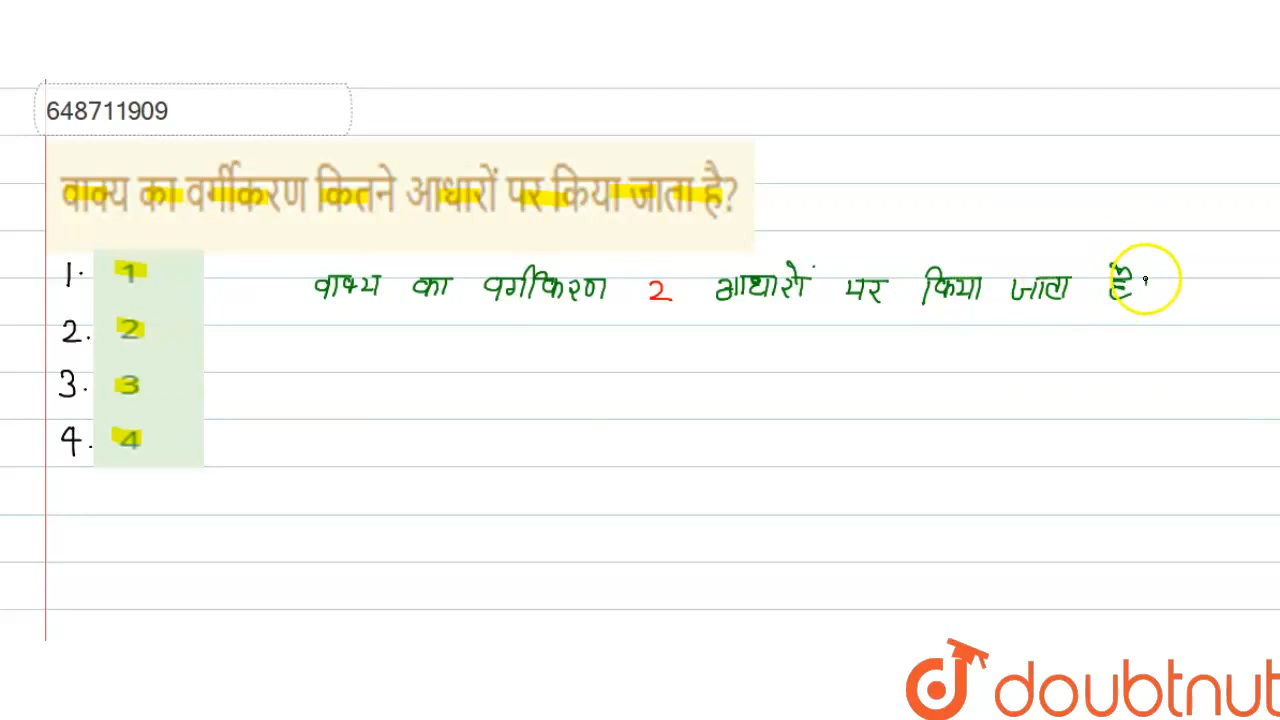 648711909
वाक्य का वर्गीकरण कितने आधारों पर किया जाता है?
1. 1
वाक्य का वर्गीकरण 2 आधारों पर किया जाता है.
2. 2
3. 3
4. 4
doubtnut